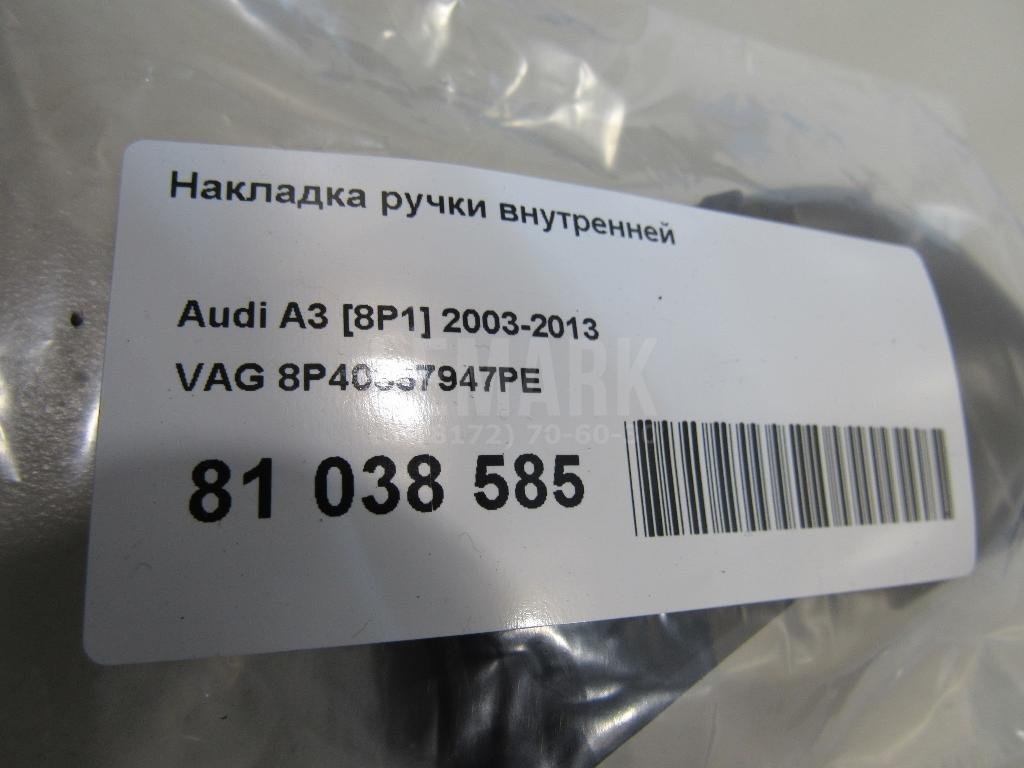 Накладка ручки внутренней
Audi A3 [8P1] 2003-2013
VAG
81 038 585